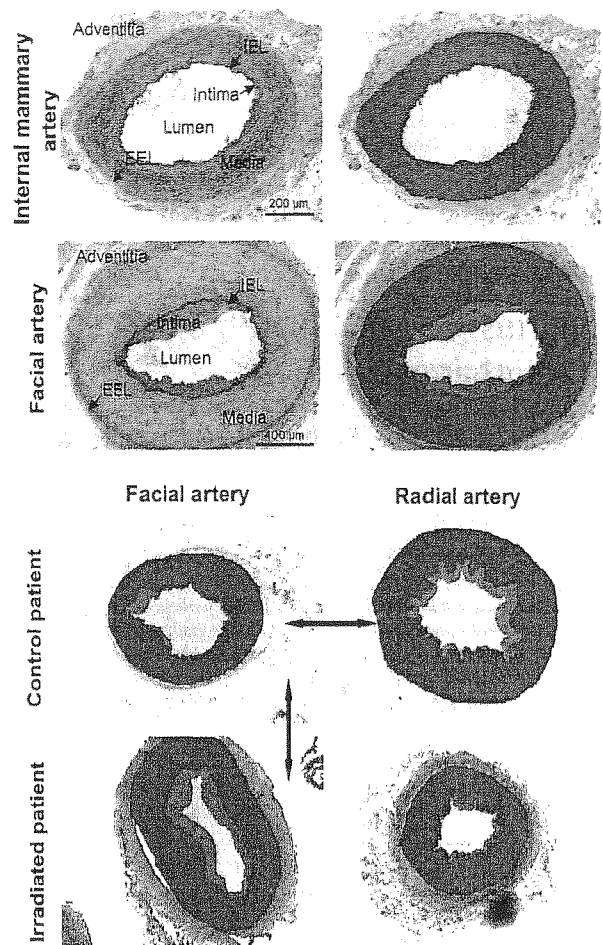 Internal mammary
artery
Adventitia
IEL
Intima
Lumen
EEL
Media
200 µm
Facial artery
Adventitia
IEL
Intima
Lumen
EEL
Media
400 µm
Facial artery
Radial artery
Control patient
Irradiated patient